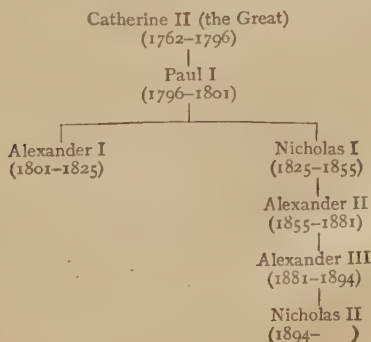 Catherine II (the Great)
(1762–1796)
Paul I
(1796–1801)
Alexander I
(1801–1825)
Nicholas I
(1825–1855)
Alexander II
(1855–1881)
Alexander III
(1881–1894)
Nicholas II
(1894–    )